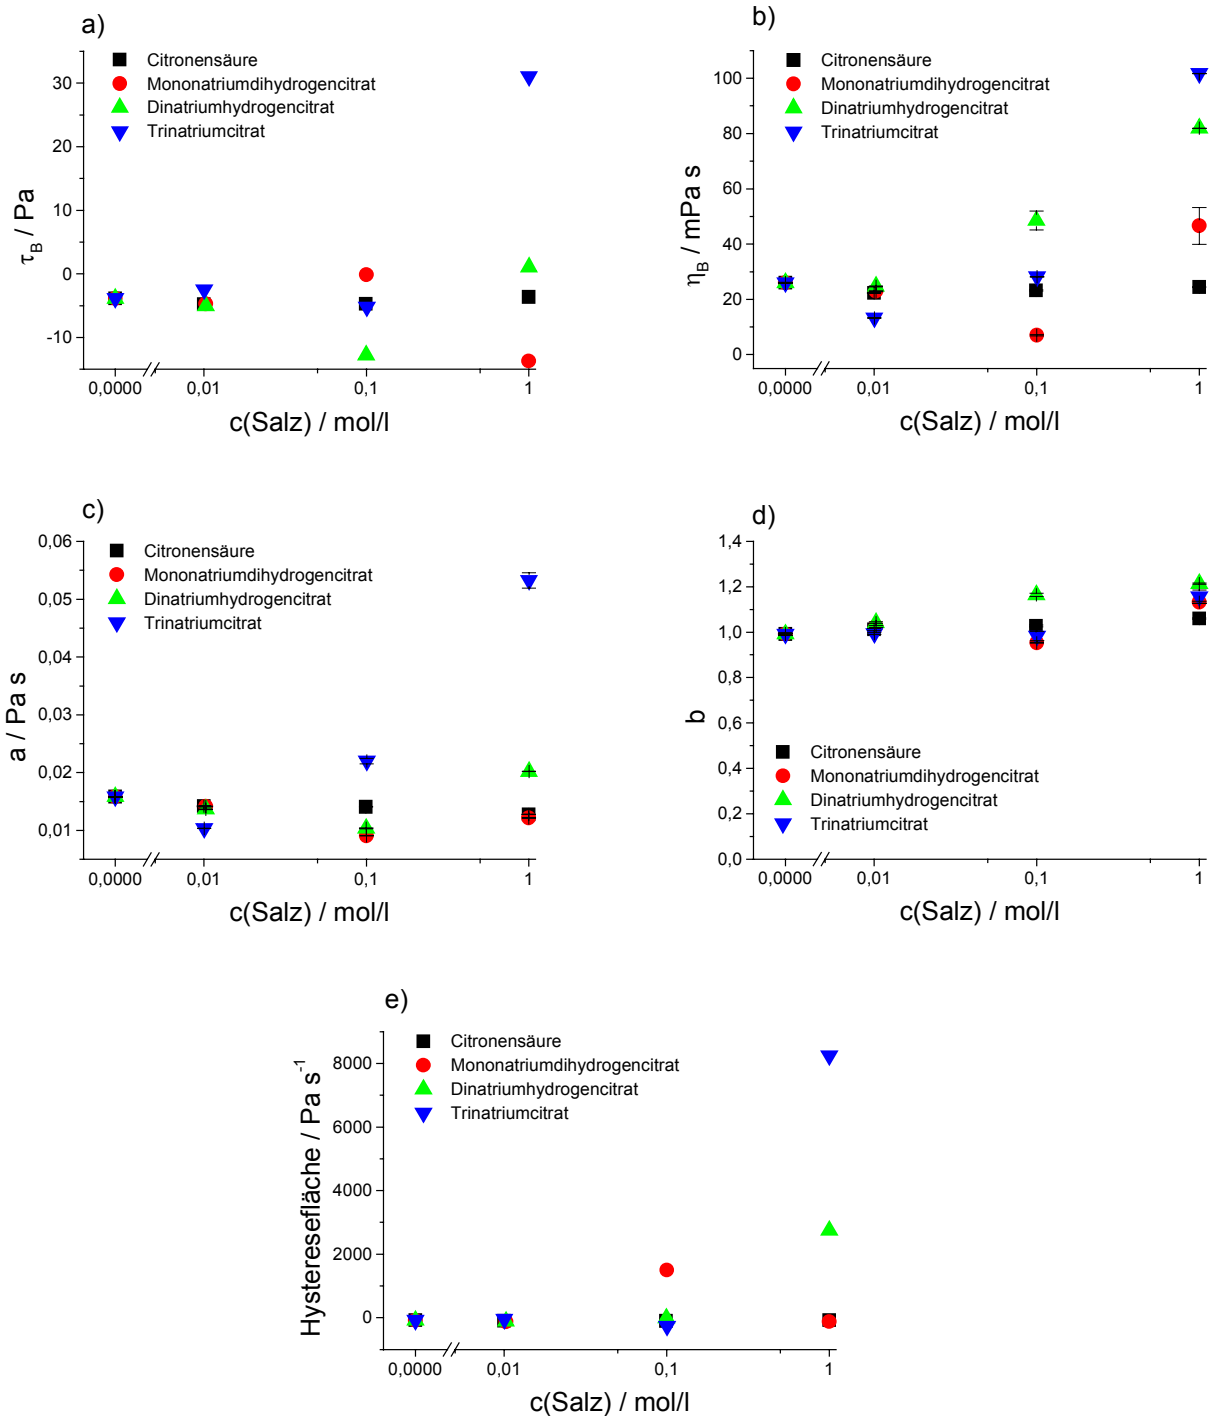 a)
Citronensäure
Mononatriumdihydrogencitrat
Dinatriumhydrogencitrat
Trinatriumcitrat
30
20
10
0
-10
τB / Pa
0,0000
0,01
0,1
1
c(Salz) / mol/l
b)
Citronensäure
Mononatriumdihydrogencitrat
Dinatriumhydrogencitrat
Trinatriumcitrat
100
80
60
40
20
0
ηB / mPa s
0,0000
0,01
0,1
1
c(Salz) / mol/l
c)
Citronensäure
Mononatriumdihydrogencitrat
Dinatriumhydrogencitrat
Trinatriumcitrat
0,06
0,05
0,04
0,03
0,02
0,01
a / Pa s
0,0000
0,01
0,1
1
c(Salz) / mol/l
d)
1,4
1,2
1,0
0,8
0,6
0,4
0,2
0,0
b
Citronensäure
Mononatriumdihydrogencitrat
Dinatriumhydrogencitrat
Trinatriumcitrat
0,0000
0,01
0,1
1
c(Salz) / mol/l
e)
Citronensäure
Mononatriumdihydrogencitrat
Dinatriumhydrogencitrat
Trinatriumcitrat
8000
6000
4000
2000
0
Hysteresefläche / Pa s⁻¹
0,0000
0,01
0,1
1
c(Salz) / mol/l